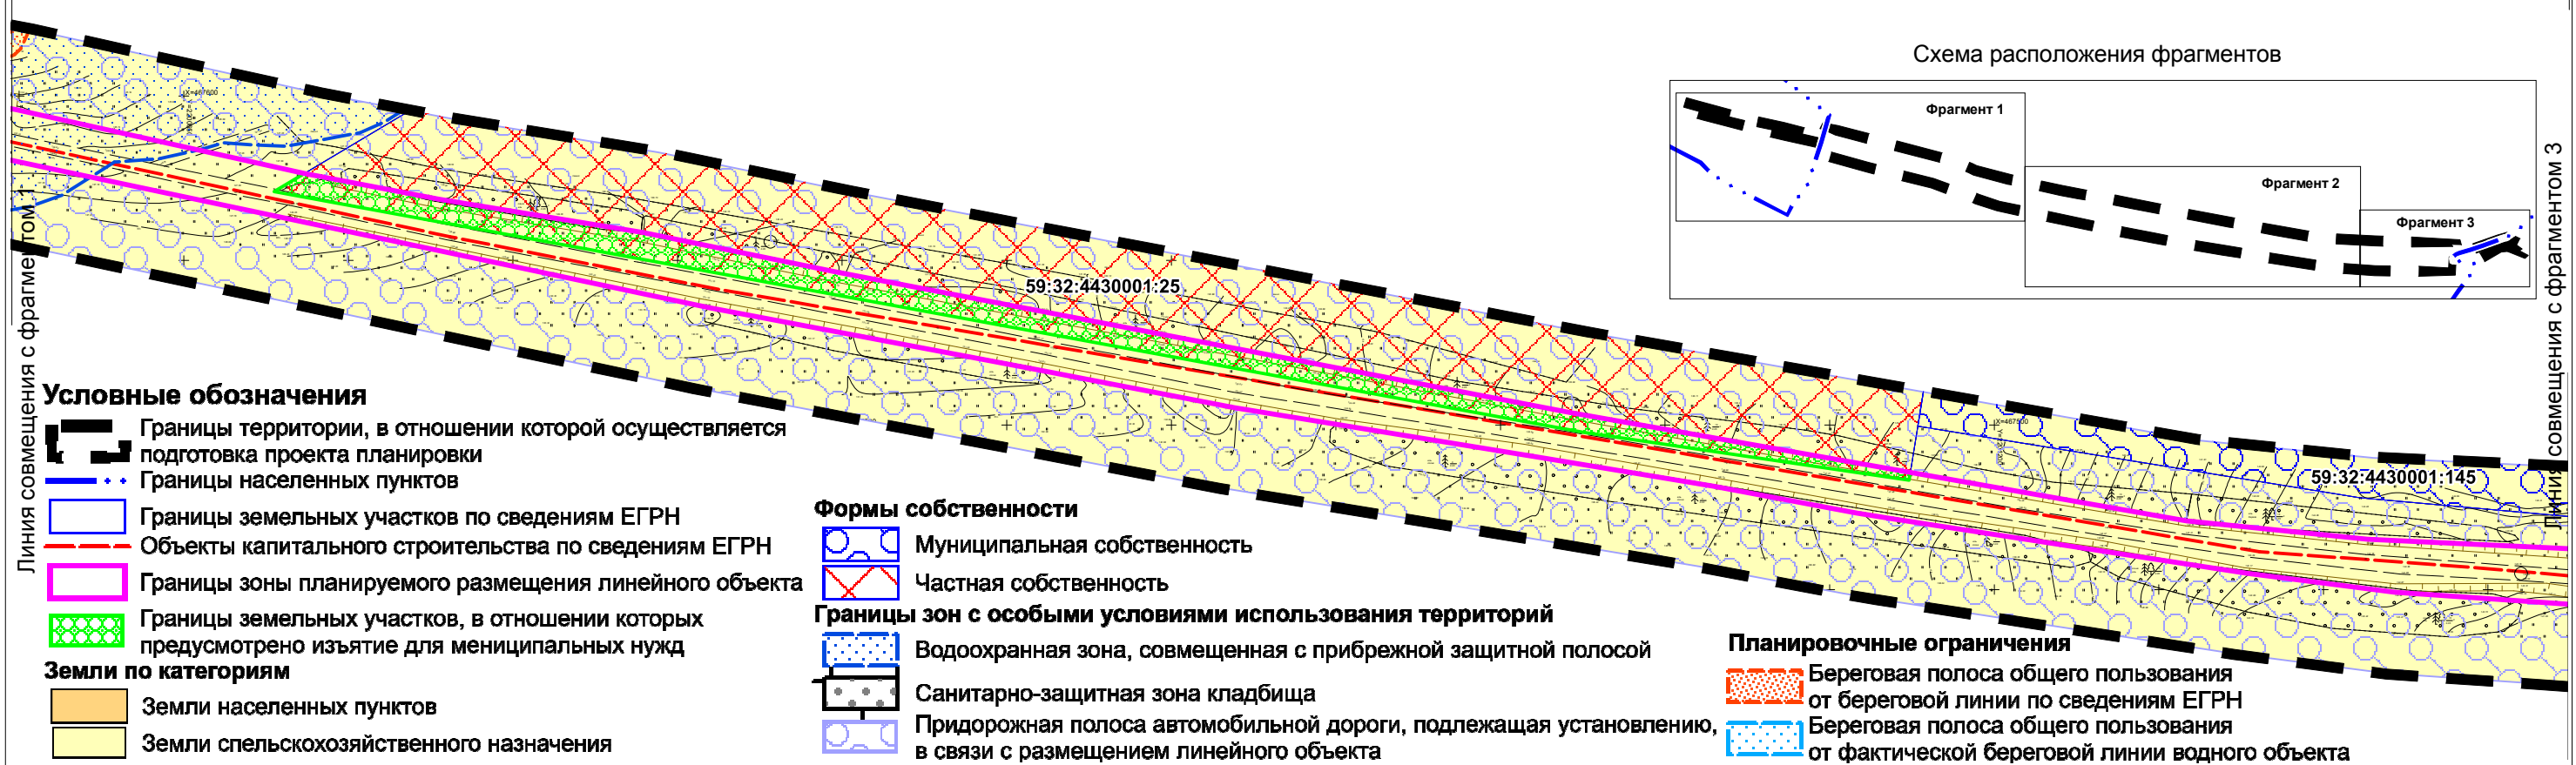 Схема расположения фрагментов
Фрагмент 1
Фрагмент 2
Фрагмент 3
Линия совмещения с фрагментом 1
Линия совмещения с фрагментом 3
59:32:4430001:25
59:32:4430001:145
X=467500
Условные обозначения
Границы территории, в отношении которой осуществляется
подготовка проекта планировки
Границы населенных пунктов
Границы земельных участков по сведениям ЕГРН
Объекты капитального строительства по сведениям ЕГРН
Границы зоны планируемого размещения линейного объекта
Границы земельных участков, в отношении которых
предусмотрено изъятие для мениципальных нужд
Земли по категориям
Земли населенных пунктов
Земли спельскохозяйственного назначения
Формы собственности
Муниципальная собственность
Частная собственность
Границы зон с особыми условиями использования территорий
Водоохранная зона, совмещенная с прибрежной защитной полосой
Санитарно-защитная зона кладбища
Придорожная полоса автомобильной дороги, подлежащая установлению,
в связи с размещением линейного объекта
Планировочные ограничения
Береговая полоса общего пользования
от береговой линии по сведениям ЕГРН
Береговая полоса общего пользования
от фактической береговой линии водного объекта